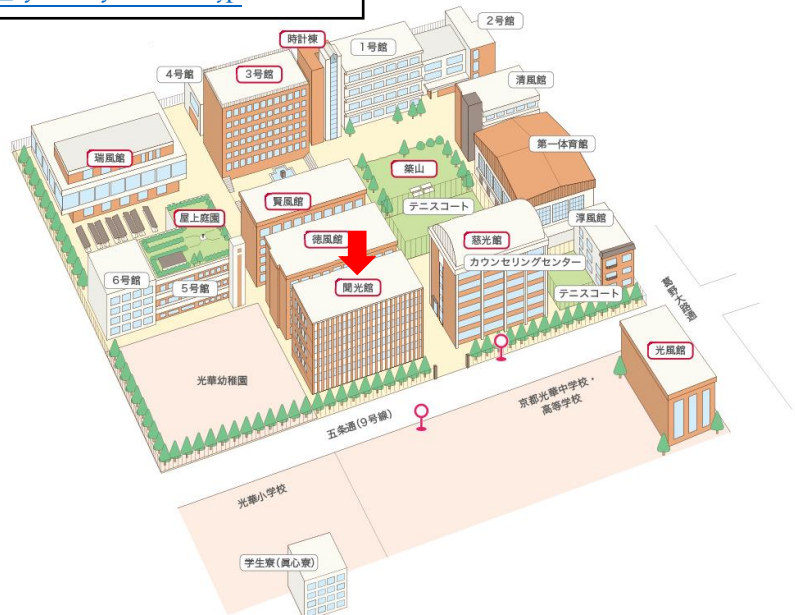 2号館
時計棟
1号館
4号館
3号館
清風館
瑞風館
第一体育館
築山
賢風館
テニスコート
屋上庭園
淳風館
徳風館
慈光館
カウンセリングセンター
6号館
5号館
聞光館
テニスコート
葛野大路通
光風館
光華幼稚園
京都光華中学校・
高等学校
五条通(9号線)
光華小学校
学生寮(眞心寮)